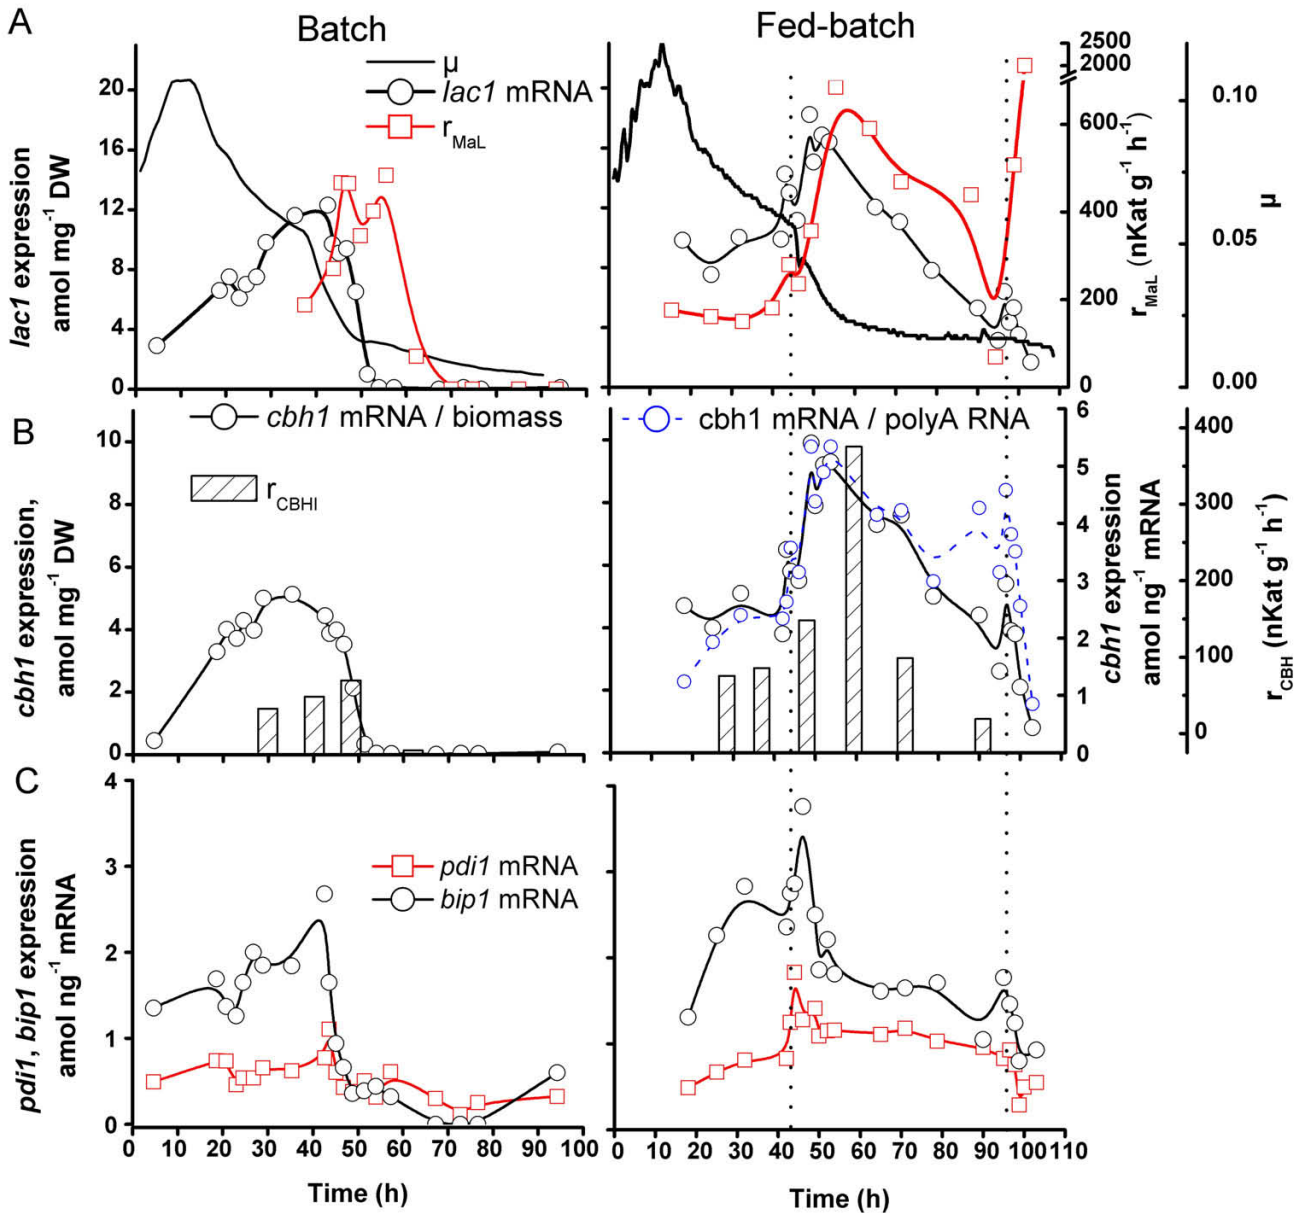 A
Batch
Fed-batch
μ
lac1 mRNA
r_MaL
20
16
12
8
4
0
lac1 expression
amol mg⁻¹ DW
2500
2000
600
400
200
0
r_MaL (nKat g⁻¹ h⁻¹)
0.10
0.05
0.00
μ
B
cbh1 mRNA / biomass
r_CBHI
cbh1 mRNA / polyA RNA
10
8
6
4
2
0
cbh1 expression,
amol mg⁻¹ DW
6
5
4
3
2
1
0
cbh1 expression
amol ng⁻¹ mRNA
400
300
200
100
0
r_CBH (nKat g⁻¹ h⁻¹)
C
pdi1 mRNA
bip1 mRNA
4
3
2
1
0
pdi1, bip1 expression
amol ng⁻¹ mRNA
0 10 20 30 40 50 60 70 80 90 100
0 10 20 30 40 50 60 70 80 90 100 110
Time (h)
Time (h)